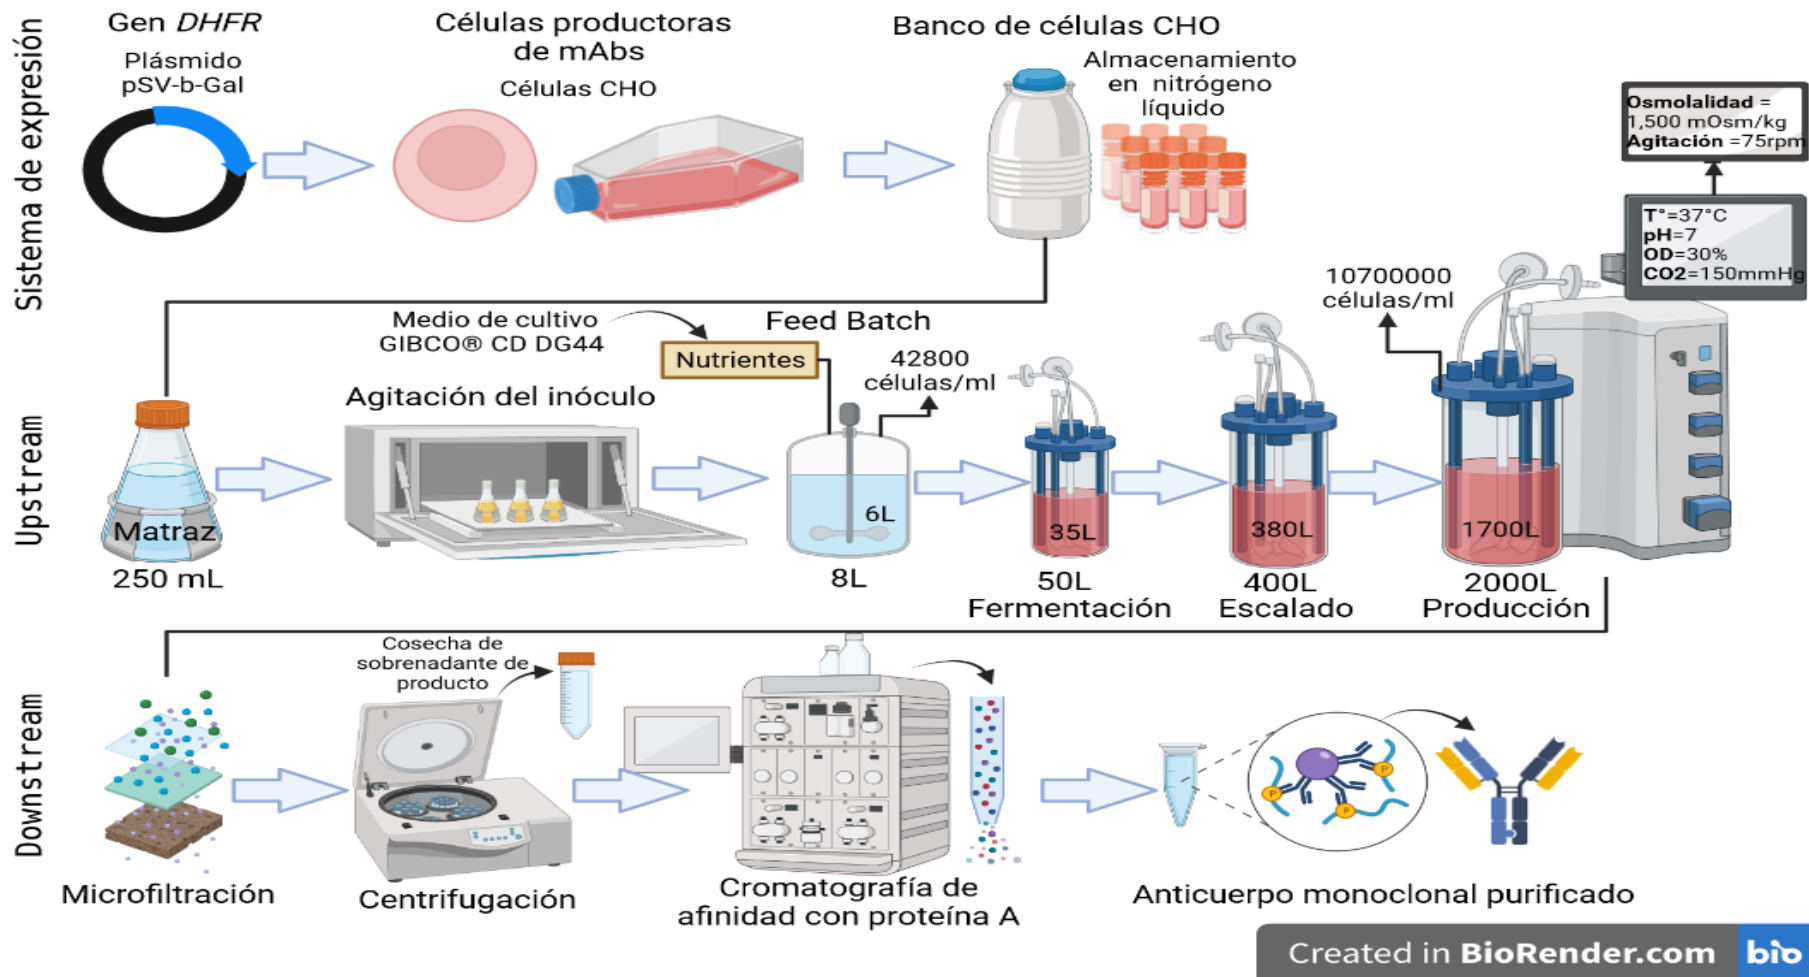 Sistema de expresión
Gen DHFR
Plásmido
pSV-b-Gal
Células productoras
de mAbs
Células CHO
Banco de células CHO
Almacenamiento
en nitrógeno
líquido
Osmolalidad =
1,500 mOsm/kg
Agitación =75rpm
T°=37°C
pH=7
OD=30%
CO2=150mmHg
Upstream
Matraz
250 mL
Agitación del inóculo
Medio de cultivo
GIBCO® CD DG44
Nutrientes
Feed Batch
42800
células/ml
6L
8L
35L
50L
Fermentación
380L
400L
Escalado
10700000
células/ml
1700L
2000L
Producción
Downstream
Microfiltración
Cosecha de
sobrenadante de
producto
Centrifugación
Cromatografía de
afinidad con proteína A
P
P
P
Anticuerpo monoclonal purificado
Created in BioRender.com bio